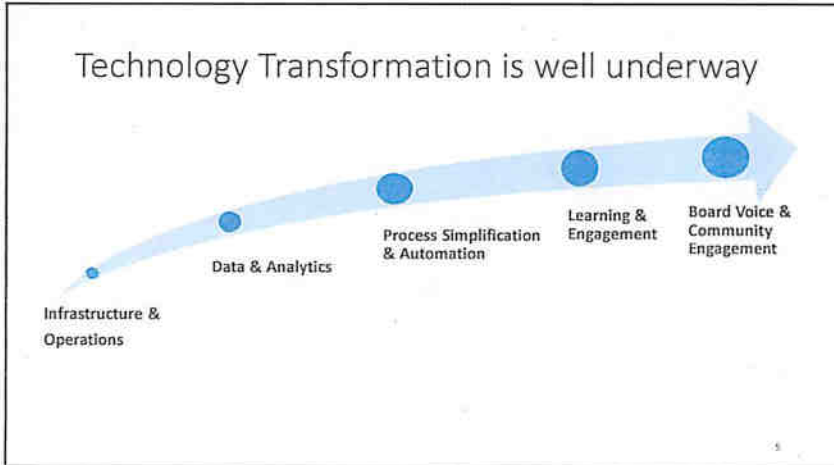 Technology Transformation is well underway
Infrastructure &
Operations
Data & Analytics
Process Simplification
& Automation
Learning &
Engagement
Board Voice &
Community
Engagement
5